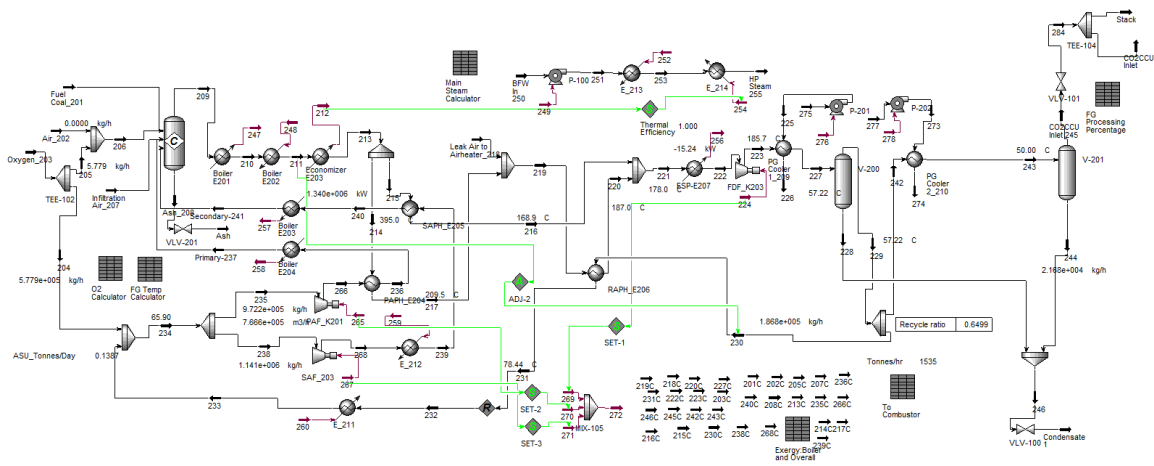 Stack
284
TEE-104
CO2CCU
Inlet
VLV-101
FG
Processing
Percentage
CO2CCU
Inlet245
Main
Steam
Calculator
BFW
In
250
P-100
251
252
E_213
253
E_214
HP
Steam
255
249
254
Thermal
Efficiency
1.000
Fuel
Coal_201
209
Air_202
0.0000 kg/h
206
Oxygen_203
5.779 kg/h
205
TEE-102
Infiltration
Air_207
Ash_208
VLV-201
Ash
212
247
248
213
210
211
Boiler
E201
Boiler
E202
Economizer
E203
1.340e+006 kW
215
Secondary-241
257
Boiler
E203
240
395.0
SAPH_E205
214
Primary-237
258
Boiler
E204
266
236
PAPH_E204
209.5 C
217
Leak Air to
219
168.9 C
216
220
221
178.0 C
-15.24 kW
256
ESP-E207
222
185.7 C
223
FDF_K203
224
187.0 C
225
275
P-201
276
277
P-202
278
273
PG
Cooler
1_209
226
227
57.22 C
V-200
242
PG
Cooler
2_210
274
50.00 C
243
V-201
228
229
57.22 C
244
2.168e+004 kg/h
204
5.779e+005 kg/h
O2
Calculator
FG Temp
Calculator
235
9.722e+005 kg/h
7.666e+005 m3/h
PAF_K201
265
259
65.90
234
ASU_Tonnes/Day
0.1387
238
1.141e+006 kg/h
SAF_203
267
268
E_212
239
RAPH_E206
ADJ-2
SET-1
1.868e+005 kg/h
230
Recycle ratio 0.6499
78.44 C
231
233
260
E_211
232
R
SET-2
SET-3
269
270
271
MIX-105
272
Tonnes/hr 1535
To
Combustor
219C 218C 220C 227C 201C 202C 205C 207C 236C
231C 222C 223C 203C
240C 208C 213C 235C 266C
246C 245C 242C 243C
216C 215C 230C 238C 268C
214C 217C
239C
Exergy:Boiler
and Overall
246
VLV-100
Condensate
1